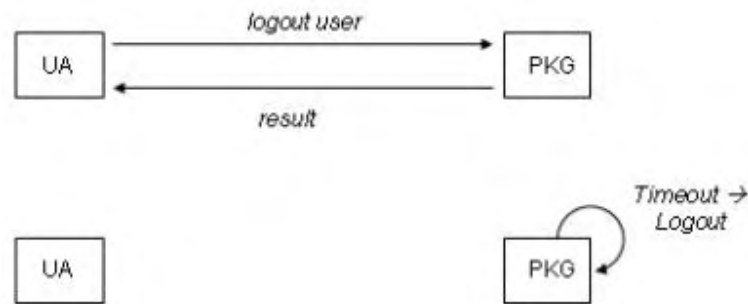 logout user
UA
PKG
result
Timeout →
Logout
UA
PKG